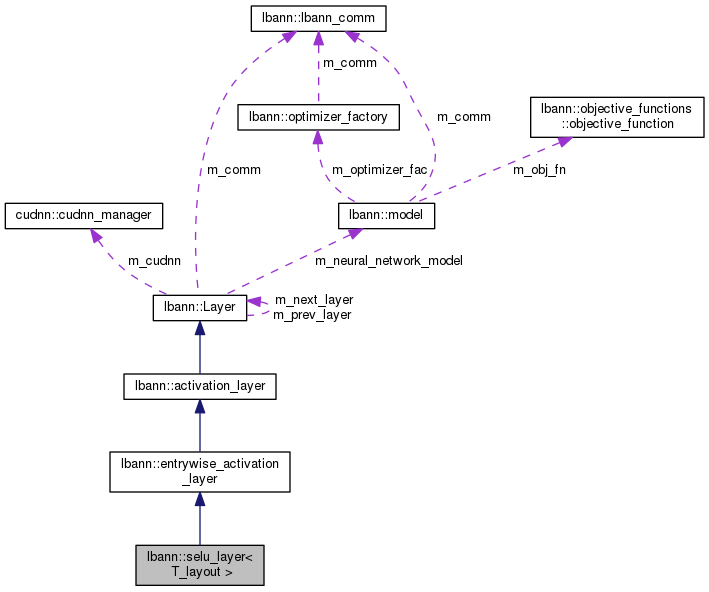 lbann::lbann_comm
m_comm
lbann::optimizer_factory
lbann::objective_functions
::objective_function
m_comm
m_comm
m_optimizer_fac
m_obj_fn
cudnn::cudnn_manager
lbann::model
m_cudnn
m_neural_network_model
lbann::Layer
m_next_layer
m_prev_layer
lbann::activation_layer
lbann::entrywise_activation
_layer
lbann::selu_layer<
T_layout >